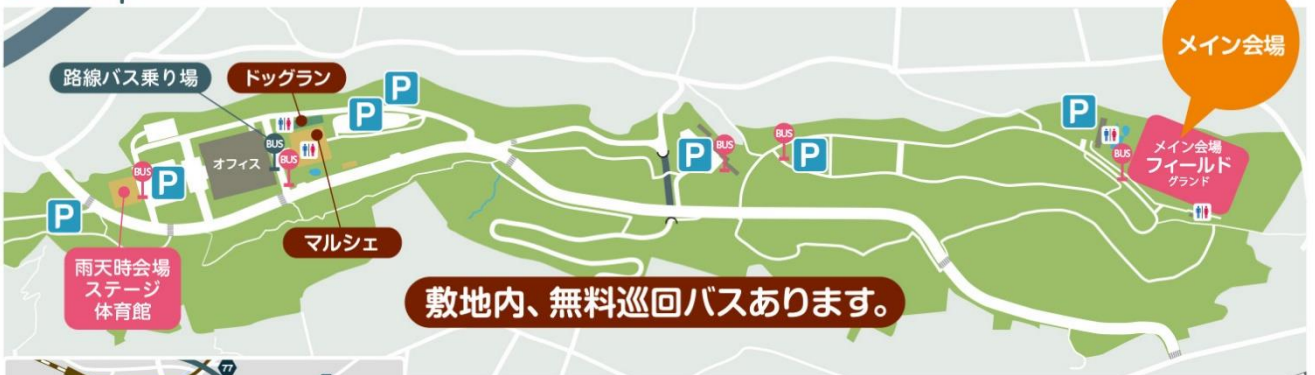 メイン会場
路線バス乗り場
ドッグラン
P
P
P
BUS
オフィス
BUS
BUS
P
P
BUS
BUS
P
BUS
メイン会場
フィールド
グランド
P
マルシェ
雨天時会場
ステージ
体育館
敷地内、無料巡回バスあります。
77